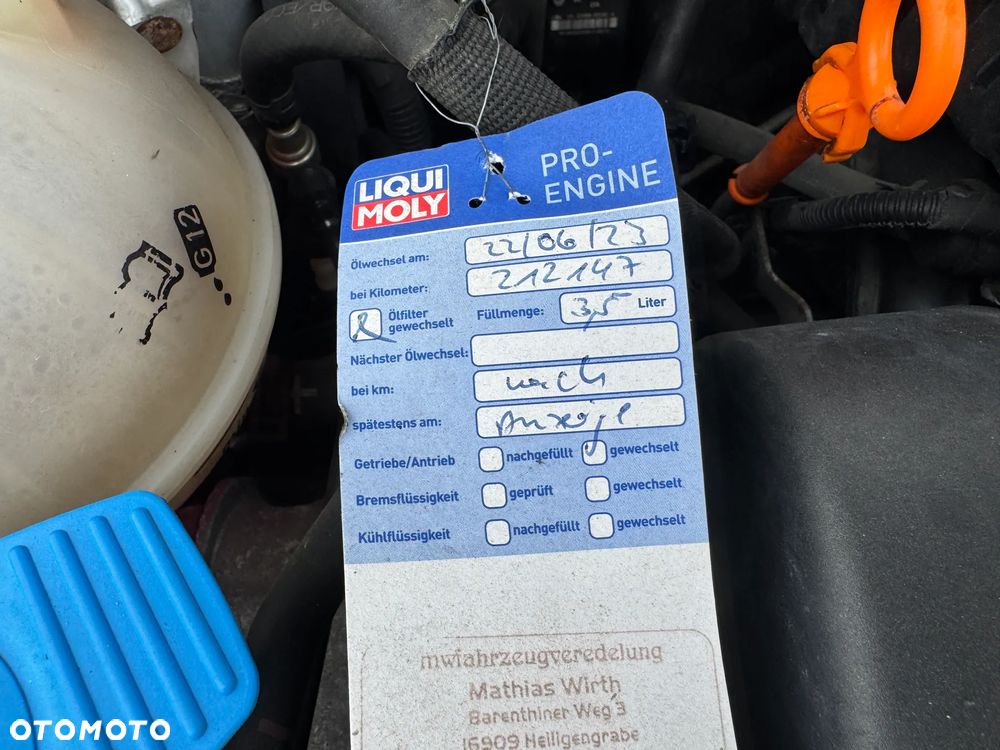 G12
LIQUI
MOLY
PRO-
ENGINE
Ölwechsel am: 22/06/23
bei Kilometer: 212147
Ölfilter
gewechselt
Füllmenge: 3,5 Liter
Nächster Ölwechsel:
bei km: nach
spätestens am: Anzeige
Getriebe/Antrieb nachgefüllt gewechselt
Bremsflüssigkeit geprüft gewechselt
Kühlflüssigkeit nachgefüllt gewechselt
mwfahrzeugveredelung
Mathias Wirth
Barenthiner Weg 3
16909 Heiligengrabe
OTOMOTO